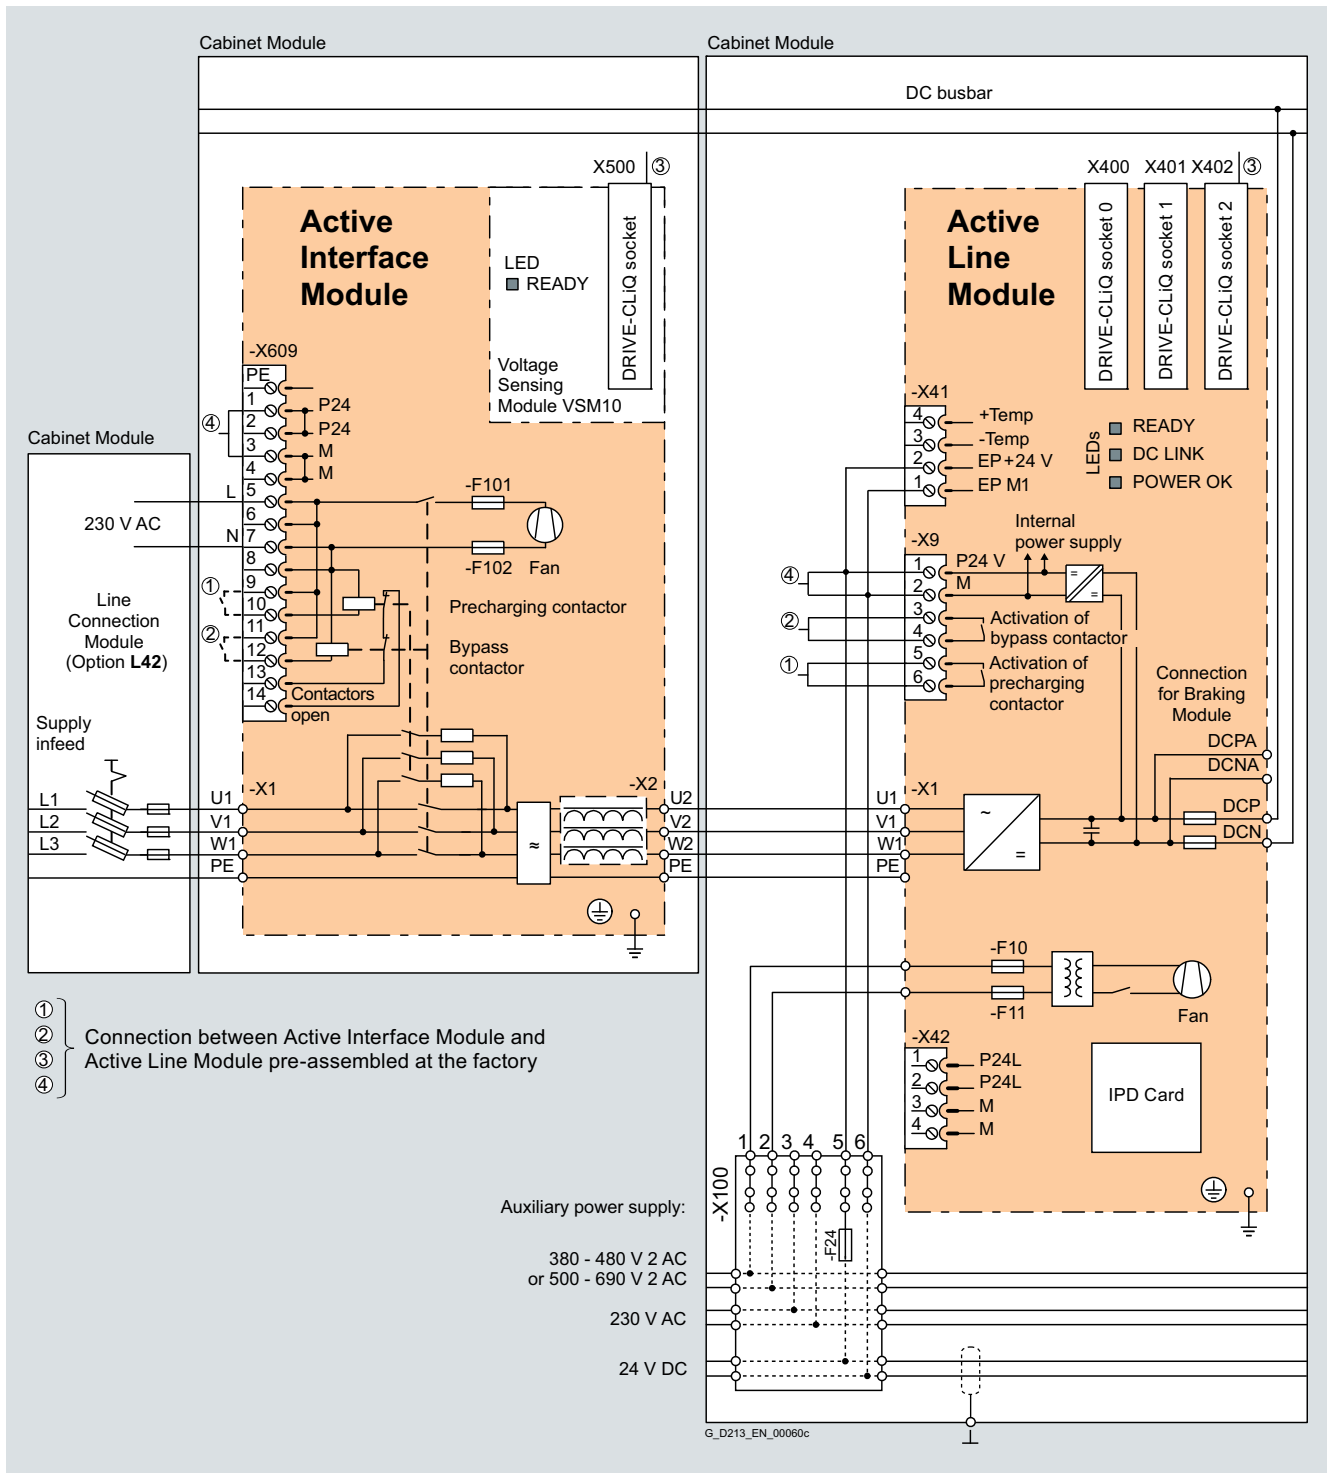 Cabinet Module
Cabinet Module
DC busbar
X500
③
X400
X401
X402
③
Active
Interface
Module
LED
READY
DRIVE-CLiQ socket
Voltage
Sensing
Module VSM10
Active
Line
Module
DRIVE-CLiQ socket 0
DRIVE-CLiQ socket 1
DRIVE-CLiQ socket 2
-X609
PE
1
P24
2
P24
3
M
4
M
④
5
6
7
8
9
10
11
12
13
14
L
N
①
②
Contactors
open
-F101
-F102
Fan
Precharging contactor
Bypass
contactor
Cabinet Module
230 V AC
Line
Connection
Module
(Option L42)
Supply
infeed
L1
L2
L3
U1
V1
W1
PE
-X1
≈
-X2
U2
V2
W2
PE
-X41
4
+Temp
3
-Temp
2
EP +24 V
1
EP M1
LEDs
READY
DC LINK
POWER OK
Internal
power supply
-X9
④
1
P24 V
2
M
=
=
②
3
4
Activation of
bypass contactor
①
5
6
Activation of
precharging
contactor
Connection
for Braking
Module
DCPA
DCNA
DCP
DCN
U1
V1
W1
PE
-X1
~
=
-F10
-F11
Fan
-X42
1
P24L
2
P24L
3
M
4
M
IPD Card
①
②
③
④
Connection between Active Interface Module and
Active Line Module pre-assembled at the factory
1
2
3
4
5
6
-X100
-F24
Auxiliary power supply:
380 - 480 V 2 AC
or 500 - 690 V 2 AC
230 V AC
24 V DC
G_D213_EN_00060c